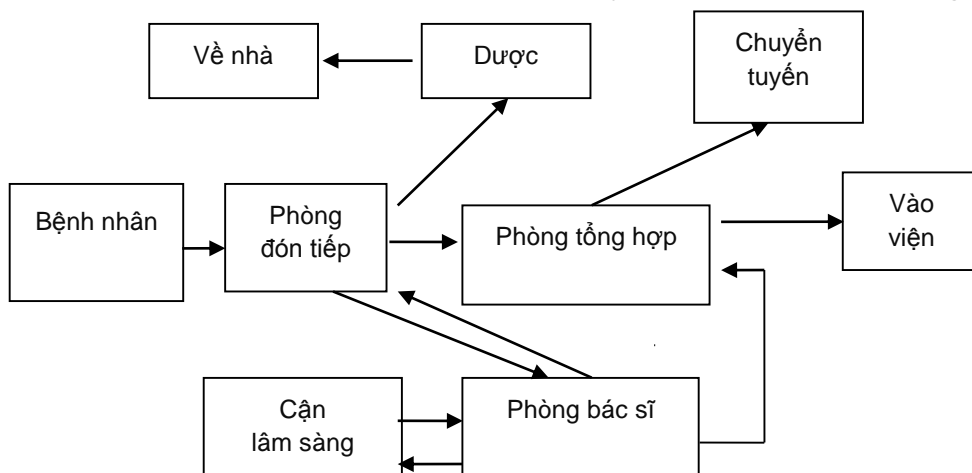 Về nhà
Dược
Chuyển
tuyến
Bệnh nhân
Phòng
đón tiếp
Phòng tổng hợp
Vào
viện
Cận
lâm sàng
Phòng bác sĩ